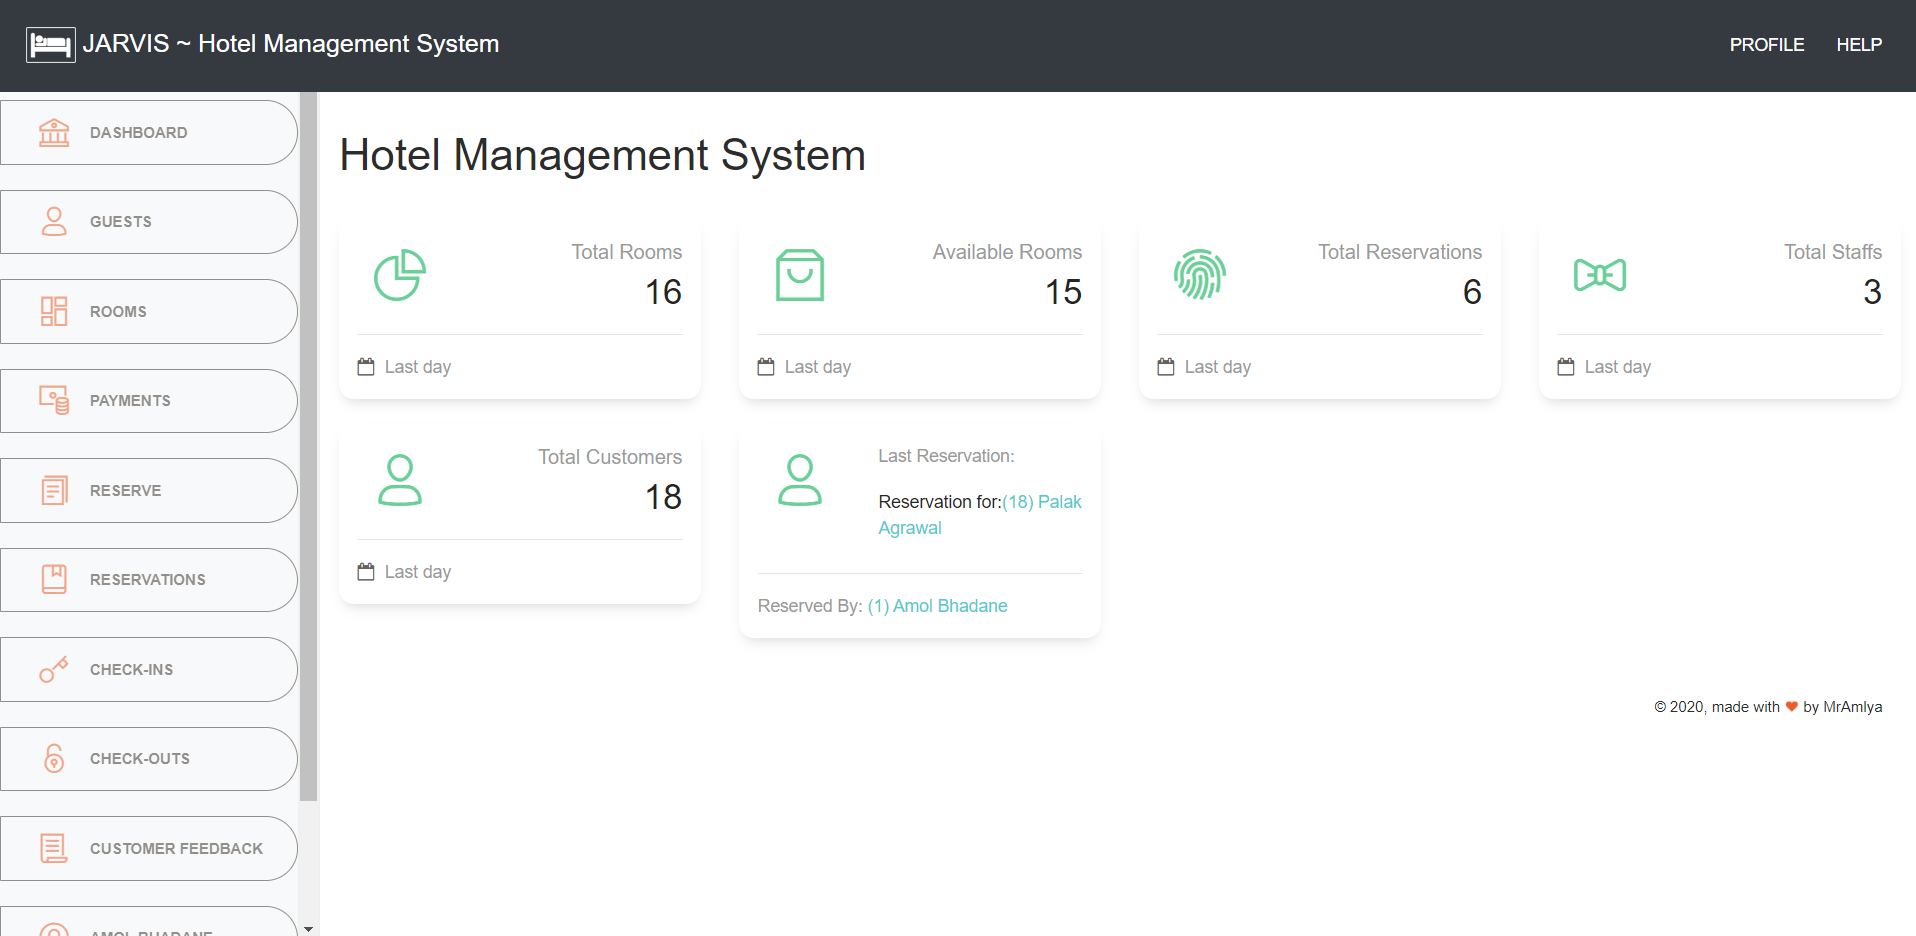 JARVIS ~ Hotel Management System
PROFILE
HELP
DASHBOARD
GUESTS
ROOMS
PAYMENTS
RESERVE
RESERVATIONS
CHECK-INS
CHECK-OUTS
CUSTOMER FEEDBACK
AMOL BHADANE
Hotel Management System
Total Rooms
16
Last day
Available Rooms
15
Last day
Total Reservations
6
Last day
Total Staffs
3
Last day
Total Customers
18
Last day
Last Reservation:
Reservation for:(18) Palak
Agrawal
Reserved By: (1) Amol Bhadane
© 2020, made with ❤ by MrAmlya